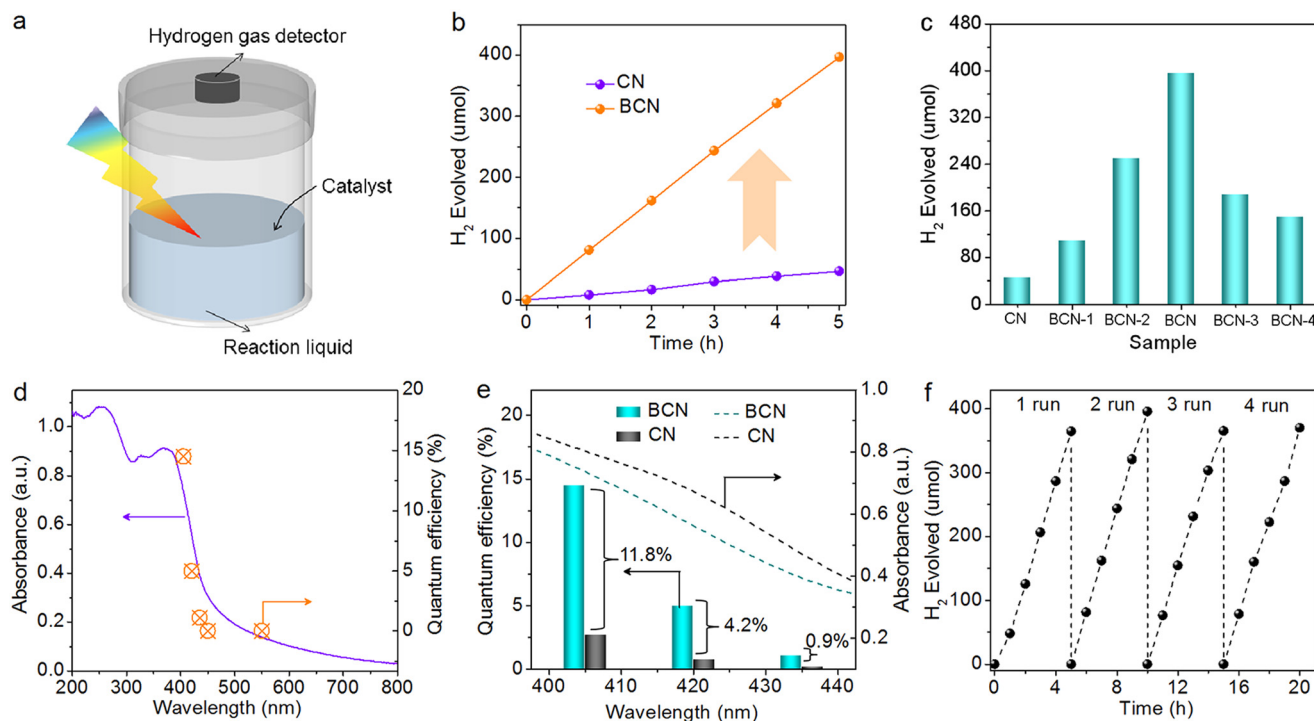 a
Hydrogen gas detector
Catalyst
Reaction liquid
b
H2 Evolved (umol)
400
300
200
100
0
CN
BCN
0 1 2 3 4 5
Time (h)
c
H2 Evolved (umol)
480
400
320
240
160
80
0
CN BCN-1 BCN-2 BCN BCN-3 BCN-4
Sample
d
Absorbance (a.u.)
1.0
0.8
0.6
0.4
0.2
0.0
20
15
10
5
0
Quantum efficiency (%)
200 300 400 500 600 700 800
Wavelength (nm)
e
Quantum efficiency (%)
20
15
10
5
0
BCN BCN
CN CN
11.8%
4.2%
0.9%
1.0
0.8
0.6
0.4
0.2
Absorbance (a.u.)
400 410 420 430 440
Wavelength (nm)
f
H2 Evolved (umol)
400
300
200
100
0
1 run 2 run 3 run 4 run
0 4 8 12 16 20
Time (h)